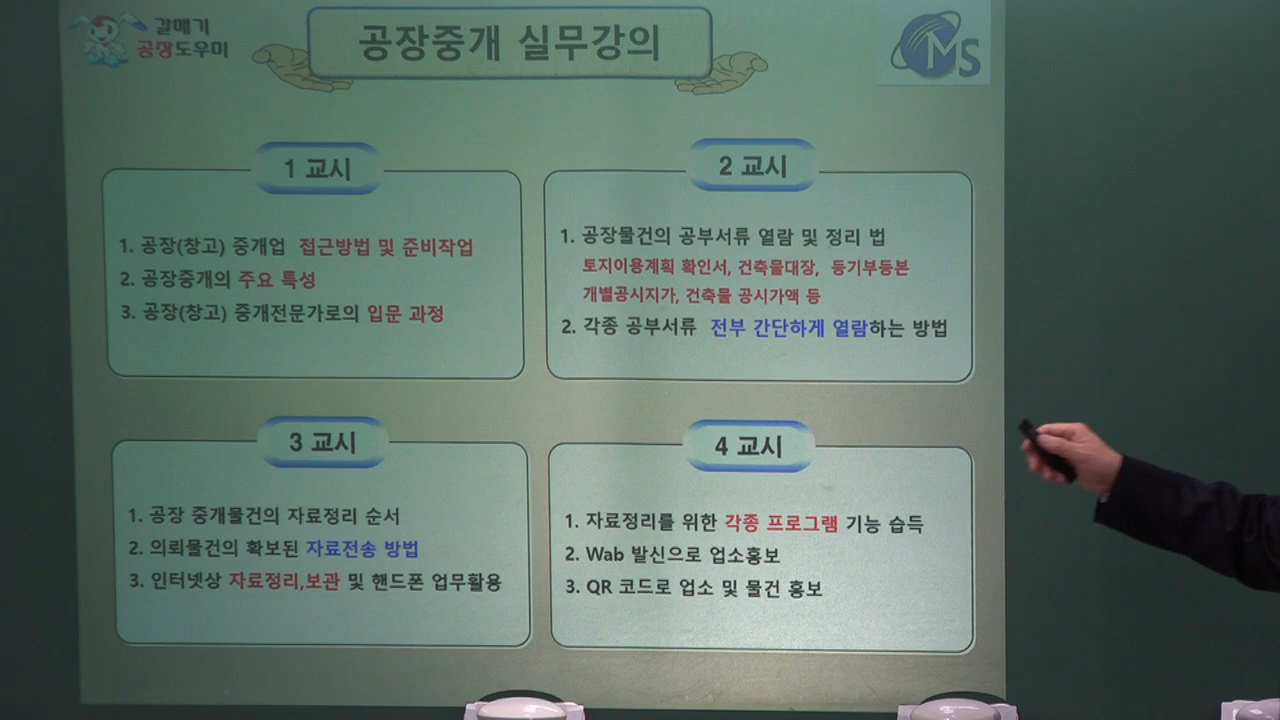 갈매기
공장도우미
공장중개 실무강의
CMS
1 교시
1. 공장(창고) 중개업 접근방법 및 준비작업
2. 공장중개의 주요 특성
3. 공장(창고) 중개전문가로의 입문 과정
2 교시
1. 공장물건의 공부서류 열람 및 정리 법
토지이용계획 확인서, 건축물대장, 등기부등본
개별공시지가, 건축물 공시가액 등
2. 각종 공부서류 전부 간단하게 열람하는 방법
3 교시
1. 공장 중개물건의 자료정리 순서
2. 의뢰물건의 확보된 자료전송 방법
3. 인터넷상 자료정리,보관 및 핸드폰 업무활용
4 교시
1. 자료정리를 위한 각종 프로그램 기능 습득
2. Wab 발신으로 업소홍보
3. QR 코드로 업소 및 물건 홍보